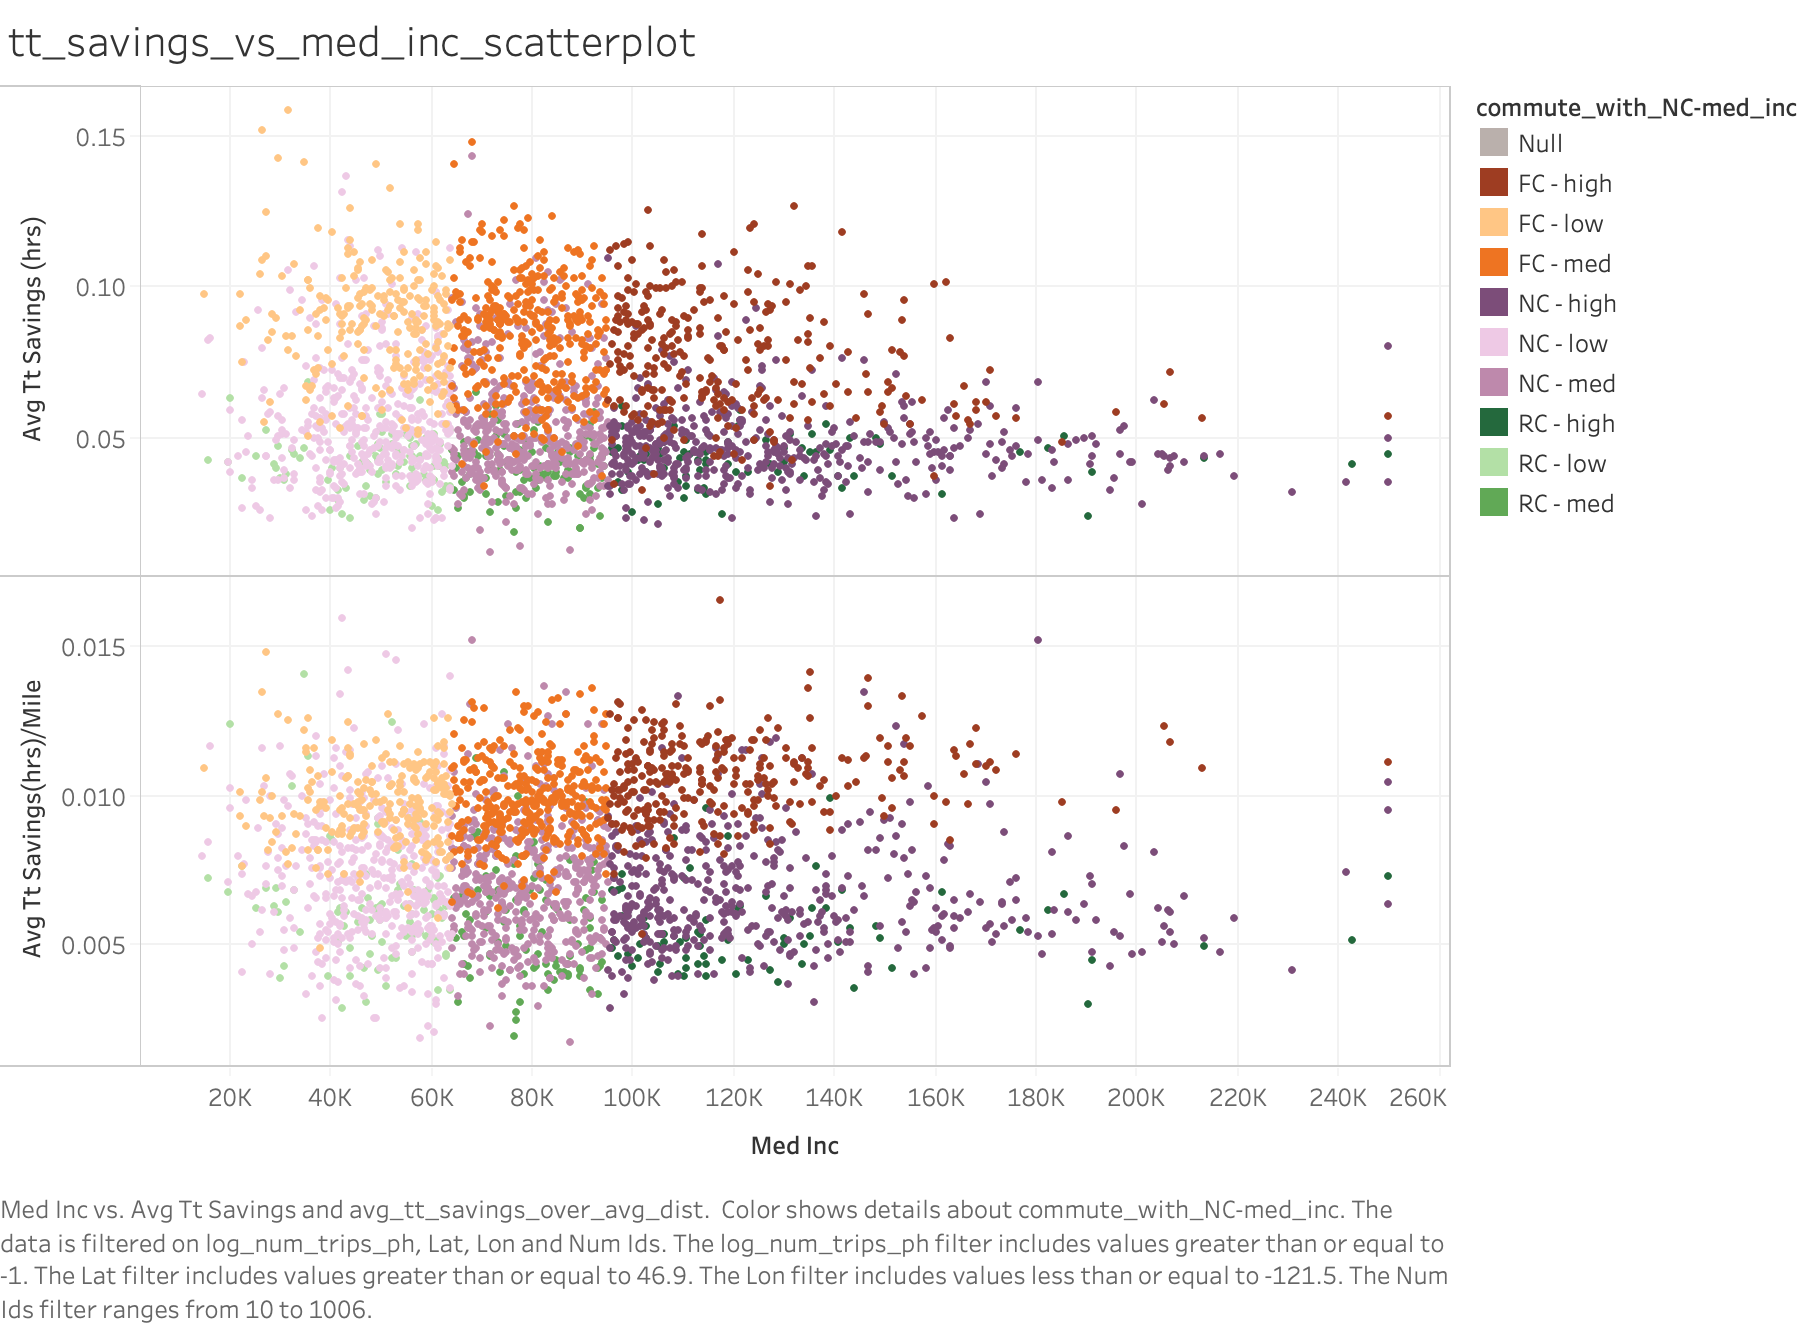 tt_savings_vs_med_inc_scatterplot
commute_with_NC-med_inc
Null
FC - high
FC - low
FC - med
NC - high
NC - low
NC - med
RC - high
RC - low
RC - med
Avg Tt Savings (hrs)
0.15
0.10
0.05
Avg Tt Savings(hrs)/Mile
0.015
0.010
0.005
20K 40K 60K 80K 100K 120K 140K 160K 180K 200K 220K 240K 260K
Med Inc
Med Inc vs. Avg Tt Savings and avg_tt_savings_over_avg_dist.  Color shows details about commute_with_NC-med_inc. The
data is filtered on log_num_trips_ph, Lat, Lon and Num Ids. The log_num_trips_ph filter includes values greater than or equal to
-1. The Lat filter includes values greater than or equal to 46.9. The Lon filter includes values less than or equal to -121.5. The Num
Ids filter ranges from 10 to 1006.